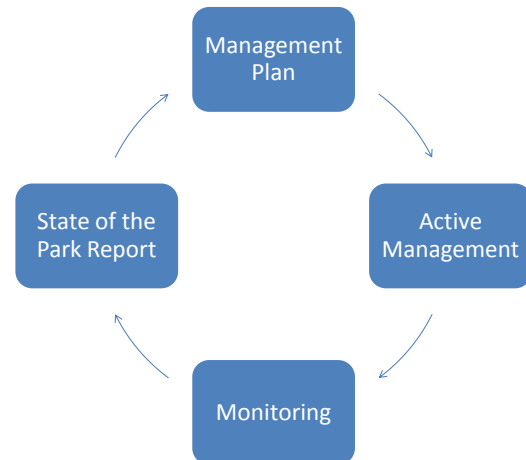 Management
Plan
State of the
Park Report
Active
Management
Monitoring